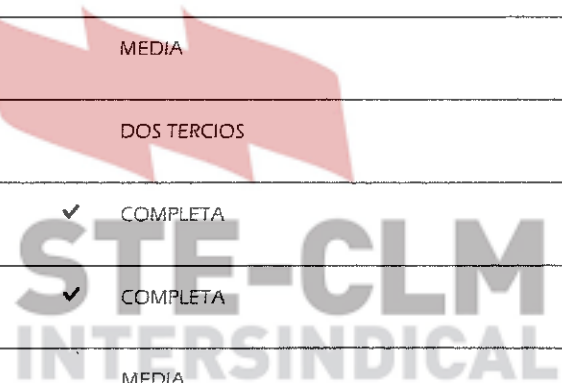 MEDIA
DOS TERCIOS
✓ COMPLETA
STE-CLM
✓ COMPLETA
INTERSINDICAL
MEDIA